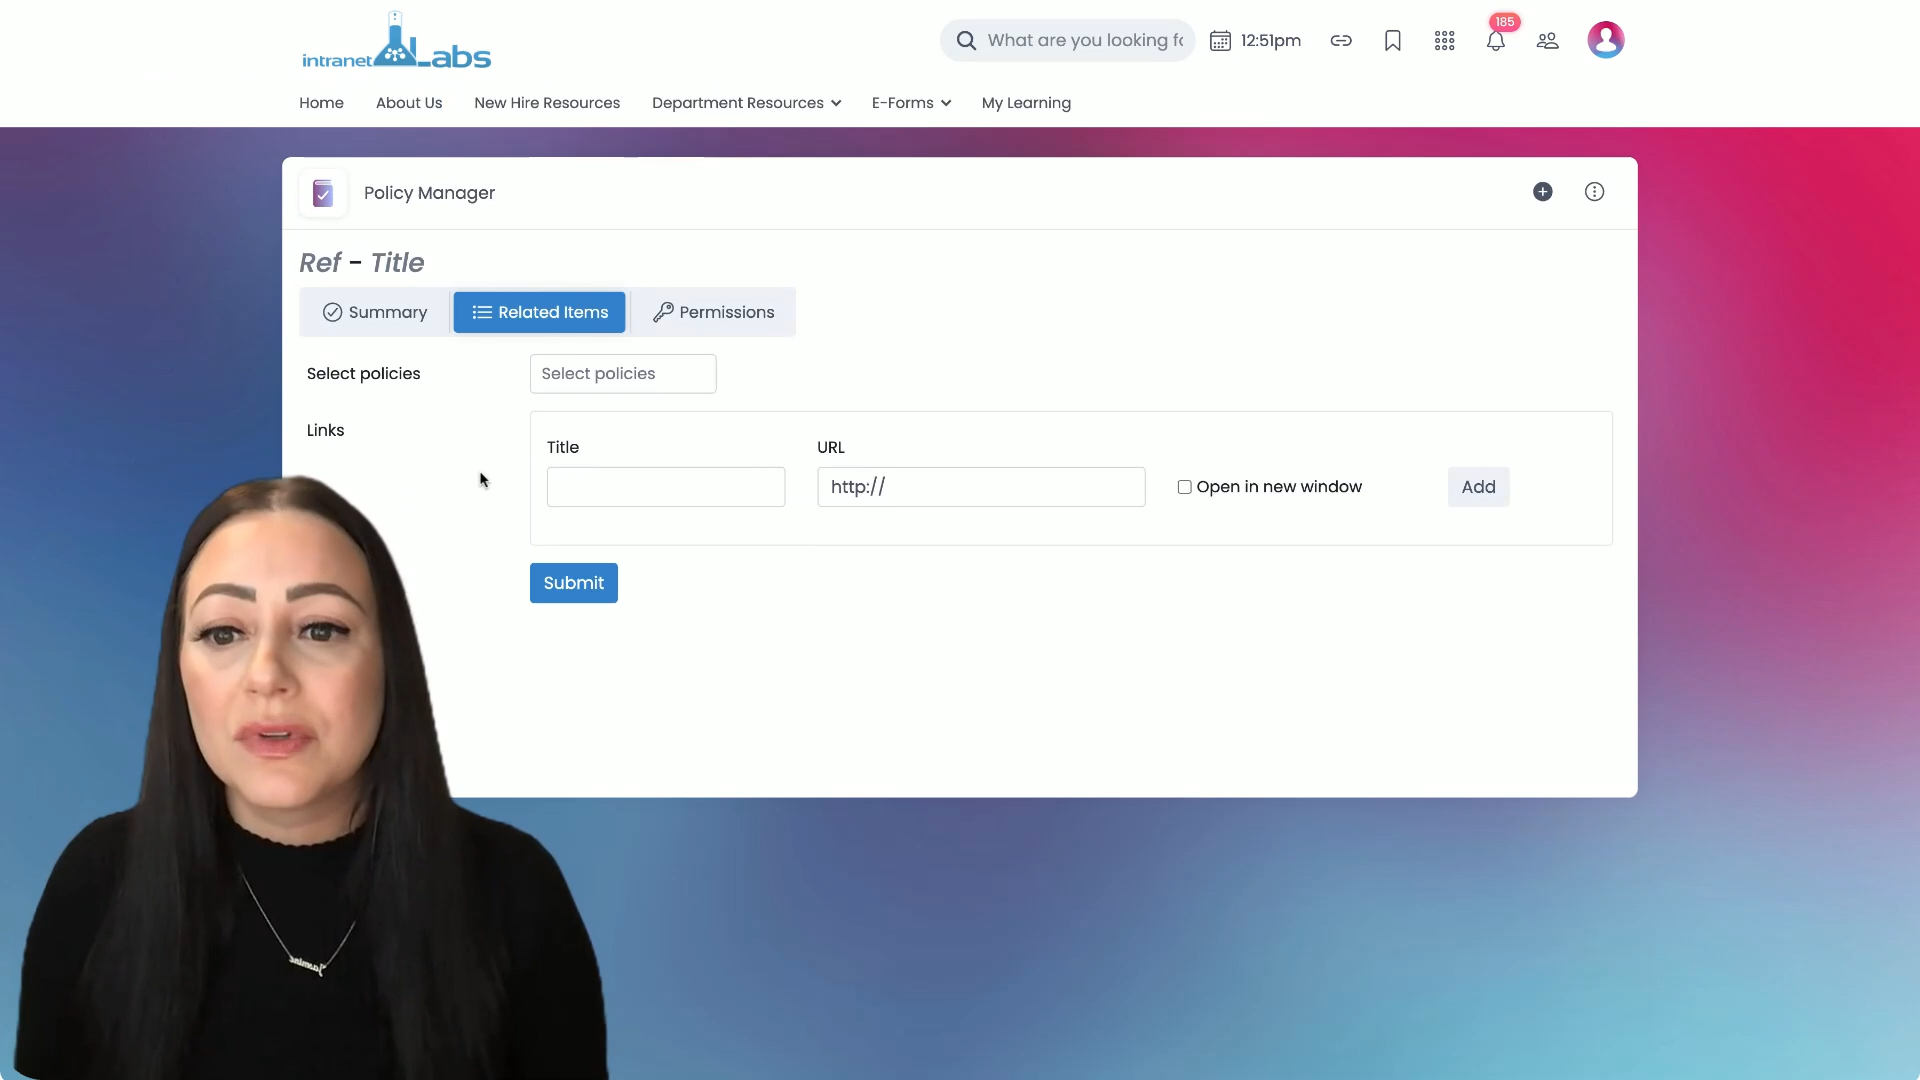 intranet Labs
What are you looking fo
12:51pm
185
Home
About Us
New Hire Resources
Department Resources
E-Forms
My Learning
Policy Manager
Ref - Title
Summary
Related Items
Permissions
Select policies
Select policies
Links
Title
URL
http://
Open in new window
Add
Submit